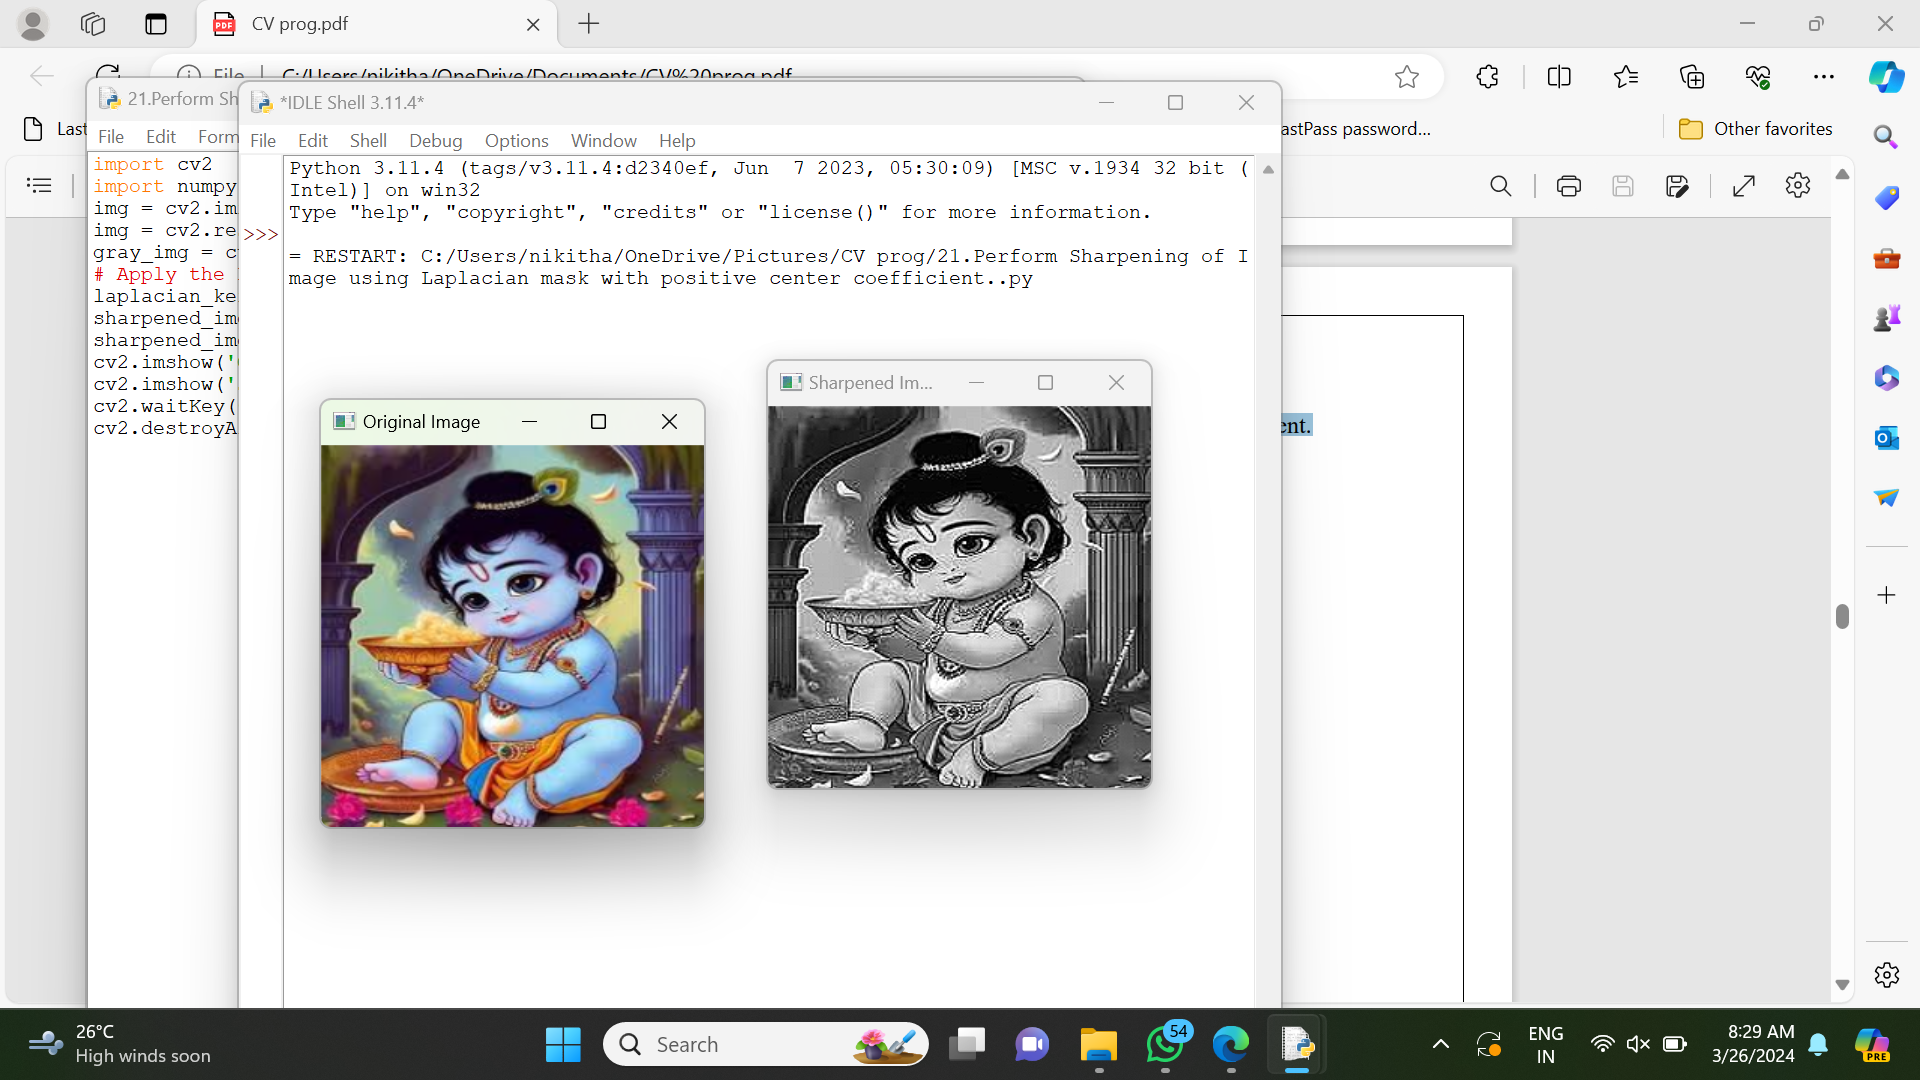 CV prog.pdf
File
C:/Users/nikitha/OneDrive/Documents/CV%20prog.pdf
astPass password...
Other favorites
21.Perform Sh
File Edit Form
import cv2
import numpy
img = cv2.im
img = cv2.re
gray_img = c
# Apply the
laplacian_ke
sharpened_im
sharpened_im
cv2.imshow('
cv2.imshow('
cv2.waitKey(
cv2.destroyA
*IDLE Shell 3.11.4*
File Edit Shell Debug Options Window Help
Python 3.11.4 (tags/v3.11.4:d2340ef, Jun  7 2023, 05:30:09) [MSC v.1934 32 bit (
Intel)] on win32
Type "help", "copyright", "credits" or "license()" for more information.
>>>
= RESTART: C:/Users/nikitha/OneDrive/Pictures/CV prog/21.Perform Sharpening of I
mage using Laplacian mask with positive center coefficient..py
Original Image
Sharpened Im...
ent.
26°C
High winds soon
Search
54
ENG
IN
8:29 AM
3/26/2024
PRE